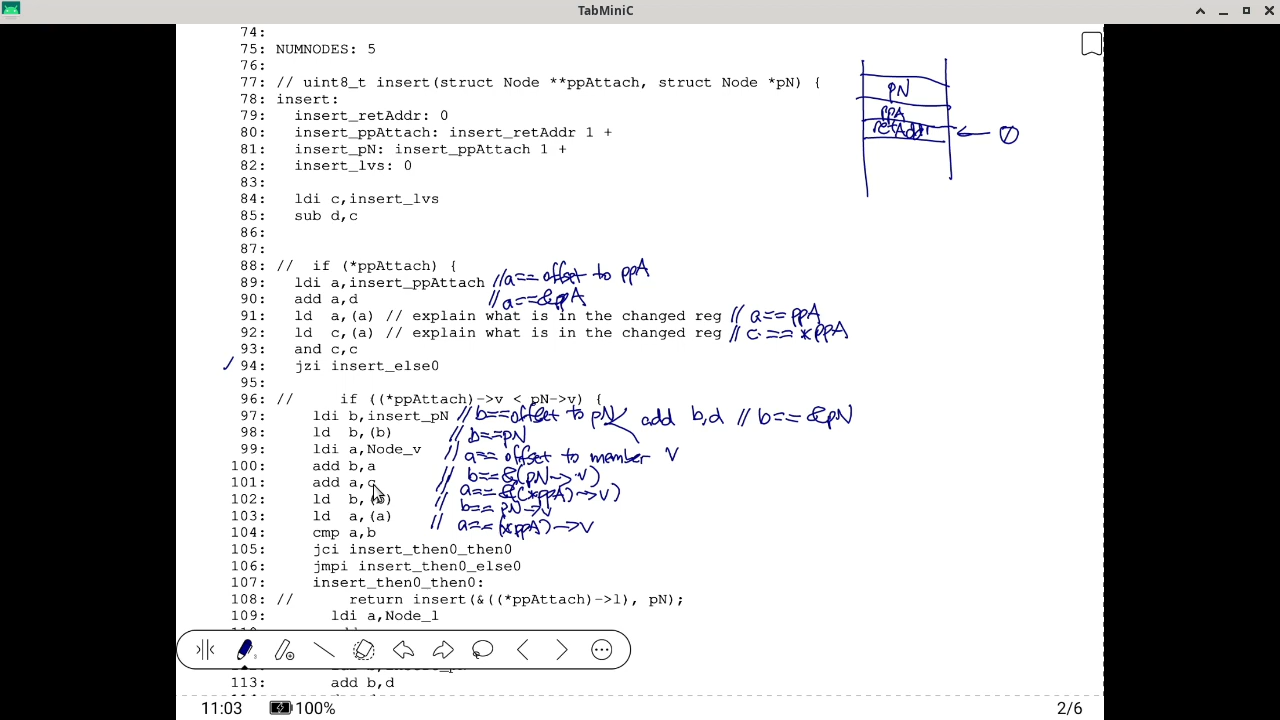 TabMiniC
74:
75: NUMNODES: 5
76:
77: // uint8_t insert(struct Node **ppAttach, struct Node *pN) {
78: insert:
79: insert_retAddr: 0
80: insert_ppAttach: insert_retAddr 1 +
81: insert_pN: insert_ppAttach 1 +
82: insert_lvs: 0
83:
84: ldi c,insert_lvs
85: sub d,c
86:
87:
88: // if (*ppAttach) {
89: ldi a,insert_ppAttach // a== offset to ppA
90: add a,d // a==&ppA
91: ld a,(a) // explain what is in the changed reg // a== ppA
92: ld c,(a) // explain what is in the changed reg // c == *ppA
93: and c,c
✓ 94: jzi insert_else0
95:
96: // if ((*ppAttach)->v < pN->v) {
97: ldi b,insert_pN // b==offset to pN add b,d // b== &pN
98: ld b,(b) // b==pN
99: ldi a,Node_v // a== offset to member v
100: add b,a // b==&(pN->v)
101: add a,c // a== &((*ppA)->v)
102: ld b,(b) // b== pN->v
103: ld a,(a) // a==(*ppA)->v
104: cmp a,b
105: jci insert_then0_then0
106: jmpi insert_then0_else0
107: insert_then0_then0:
108: // return insert(&((*ppAttach)->l), pN);
109: ldi a,Node_l
113: add b,d
pN
ppA
retAddr ← 0
11:03 100% 2/6